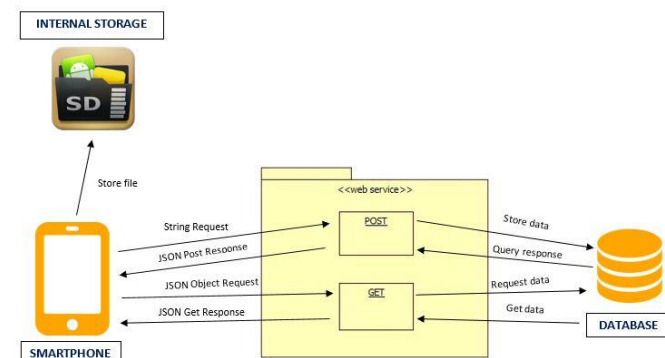 INTERNAL STORAGE
SD
Store file
<<web service>>
String Request
POST
Store data
JSON Post Response
Query response
JSON Object Request
GET
Request data
JSON Get Response
Get data
SMARTPHONE
DATABASE